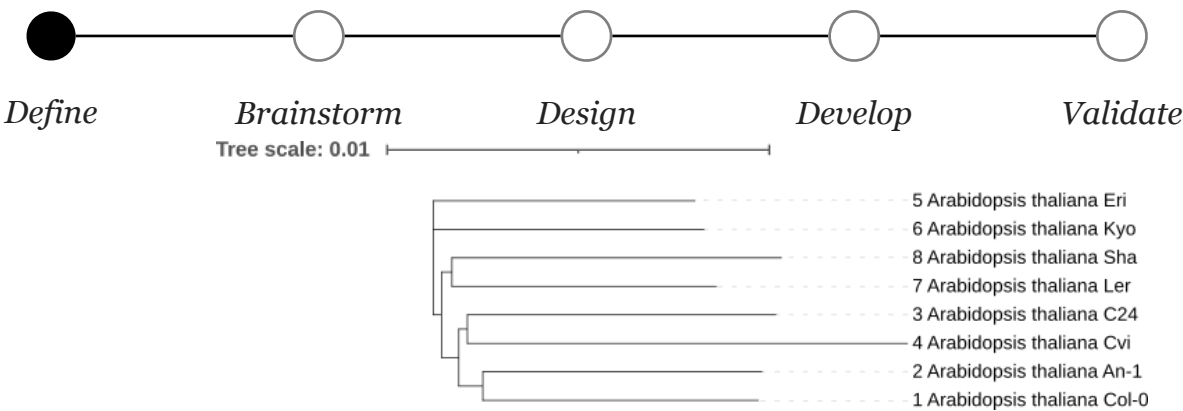 Define Brainstorm Design Develop Validate
Tree scale: 0.01
5 Arabidopsis thaliana Eri
6 Arabidopsis thaliana Kyo
8 Arabidopsis thaliana Sha
7 Arabidopsis thaliana Ler
3 Arabidopsis thaliana C24
4 Arabidopsis thaliana Cvi
2 Arabidopsis thaliana An-1
1 Arabidopsis thaliana Col-0